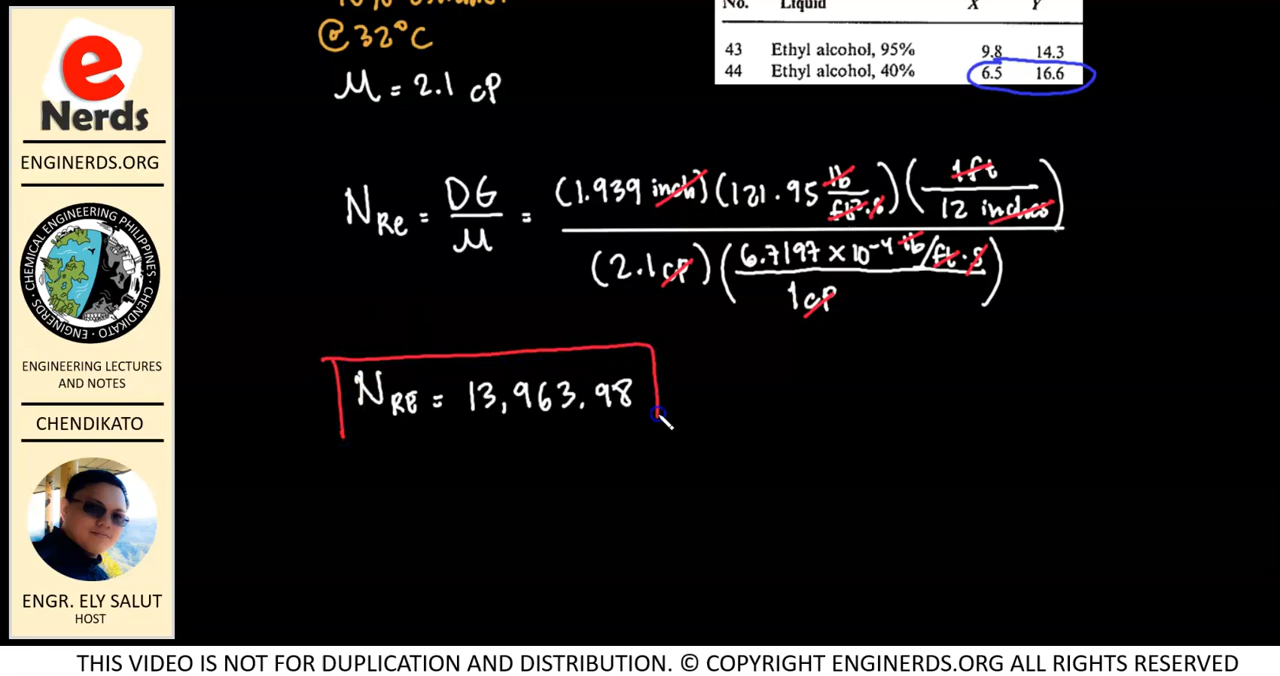 e
Nerds
ENGINERDS.ORG
CHEMICAL ENGINEERING PHILIPPINES
• CHENDIKATO • ENGINERDS •
ENGINEERING LECTURES
AND NOTES
CHENDIKATO
ENGR. ELY SALUT
HOST
@ 32°C
μ = 2.1 cP
No. Liquid X Y
43 Ethyl alcohol, 95% 9.8 14.3
44 Ethyl alcohol, 40% 6.5 16.6
N_Re = DG/μ = (1.939 inch)(121.95 lb/ft²·s)(1ft/12 inches) / (2.1 cP)(6.7197 x 10⁻⁴ lb/ft·s / 1 cP)
N_RE = 13,963.98
THIS VIDEO IS NOT FOR DUPLICATION AND DISTRIBUTION. © COPYRIGHT ENGINERDS.ORG ALL RIGHTS RESERVED